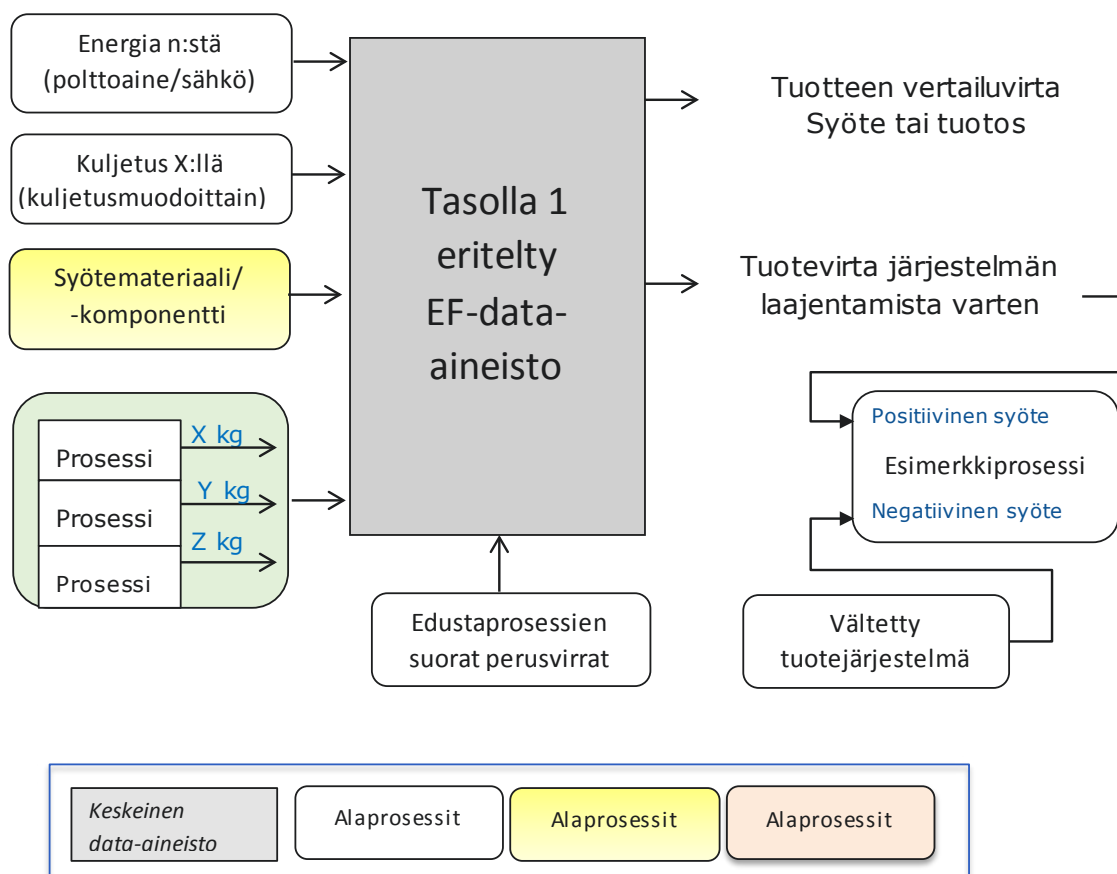 Energia n:stä
(polttoaine/sähkö)
Kuljetus X:llä
(kuljetusmuodoittain)
Syötemateriaali/
-komponentti
X kg
Prosessi
Y kg
Prosessi
Z kg
Prosessi
Tasolla 1
eritelty
EF-data-
aineisto
Edustaprosessien
suorat perusvirrat
Tuotteen vertailuvirta
Syöte tai tuotos
Tuotevirta järjestelmän
laajentamista varten
Positiivinen syöte
Esimerkkiprosessi
Negatiivinen syöte
Vältetty
tuotejärjestelmä
Keskeinen
data-aineisto
Alaprosessit
Alaprosessit
Alaprosessit